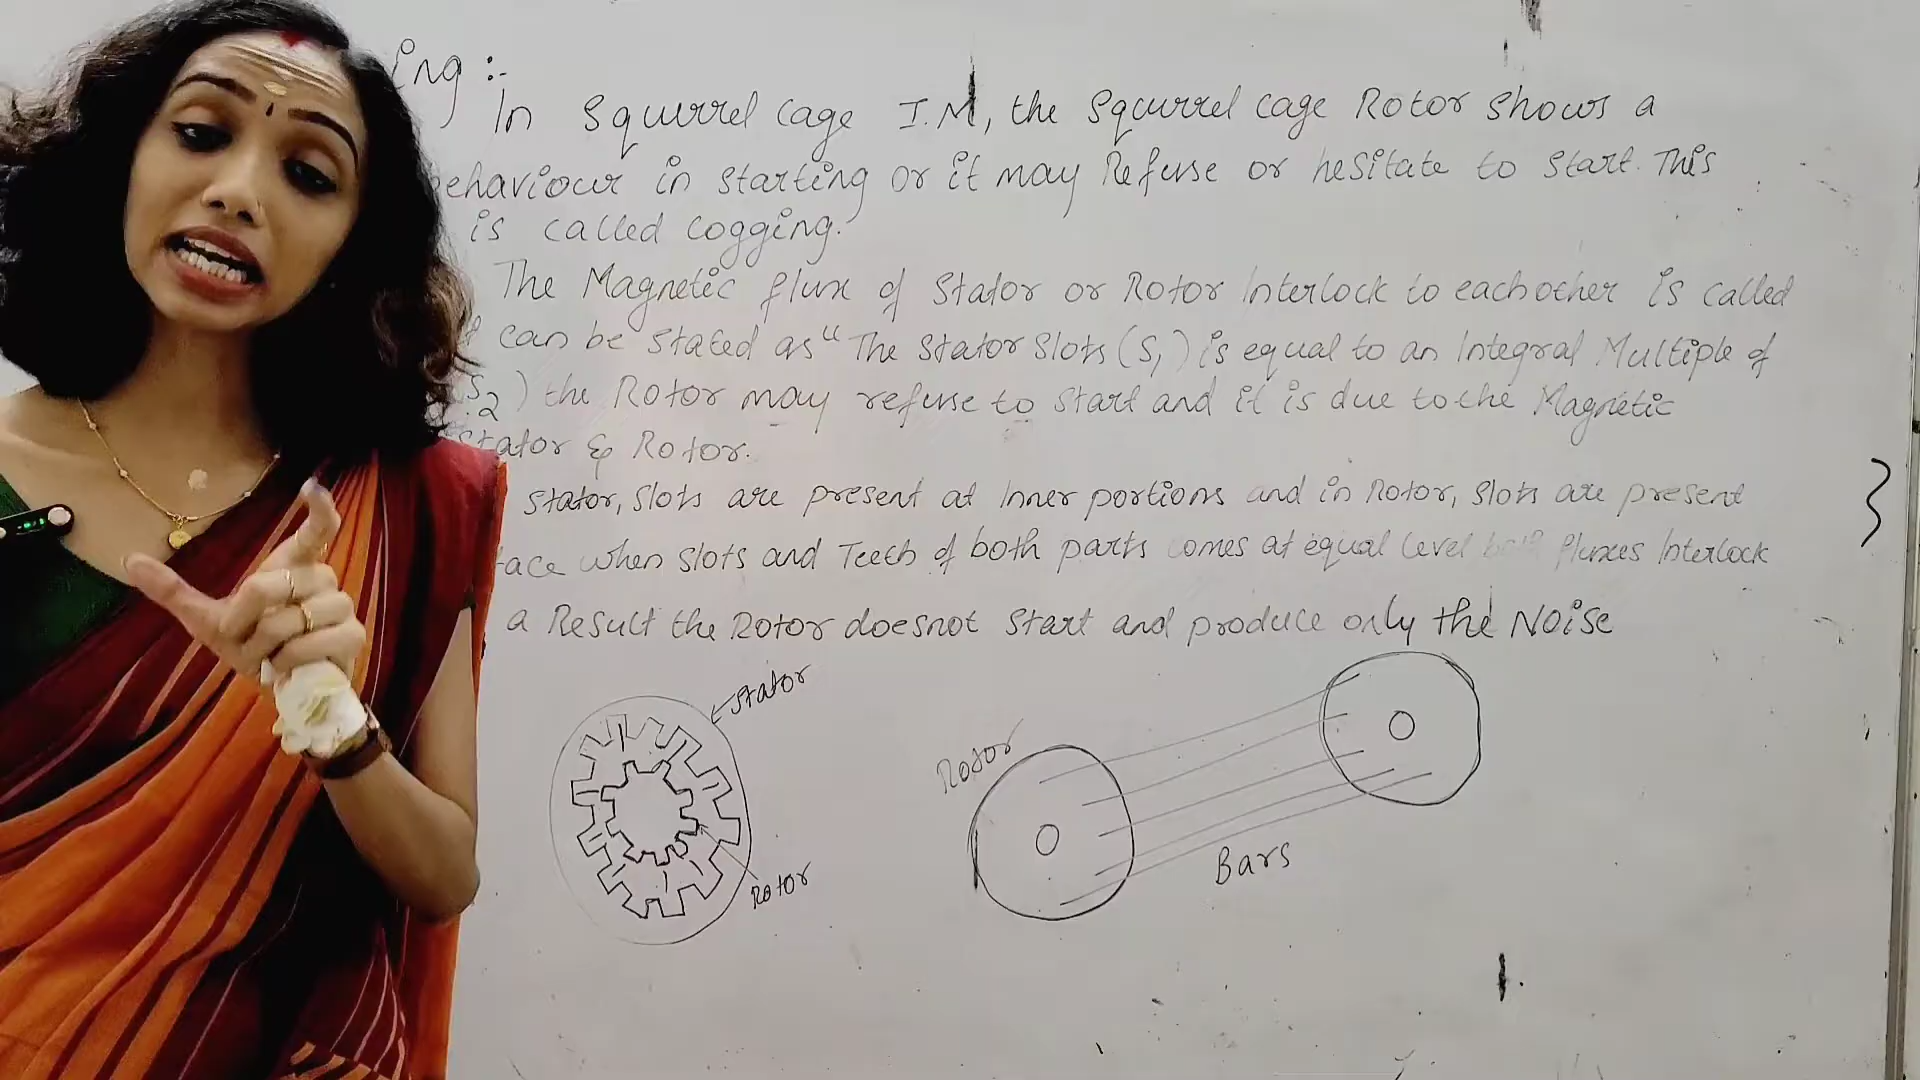 ing :-
In Squirrel cage I.M, the Squirrel cage Rotor shows a
behaviour in starting or it may Refuse or hesitate to start. This
is called cogging.
The Magnetic flux of Stator or Rotor Interlock to eachother is called
can be stated as "The Stator Slots (S1) is equal to an Integral Multiple of
S2) the Rotor may refuse to start and it is due to the Magnetic
Stator & Rotor.
Stator, Slots are present at Inner portions and in Rotor, Slots are present
face when Slots and Teeth of both parts comes at equal level both fluxes Interlock
a Result the Rotor doesnot Start and produce only the Noise
Stator
Rotor
Rotor
Bars